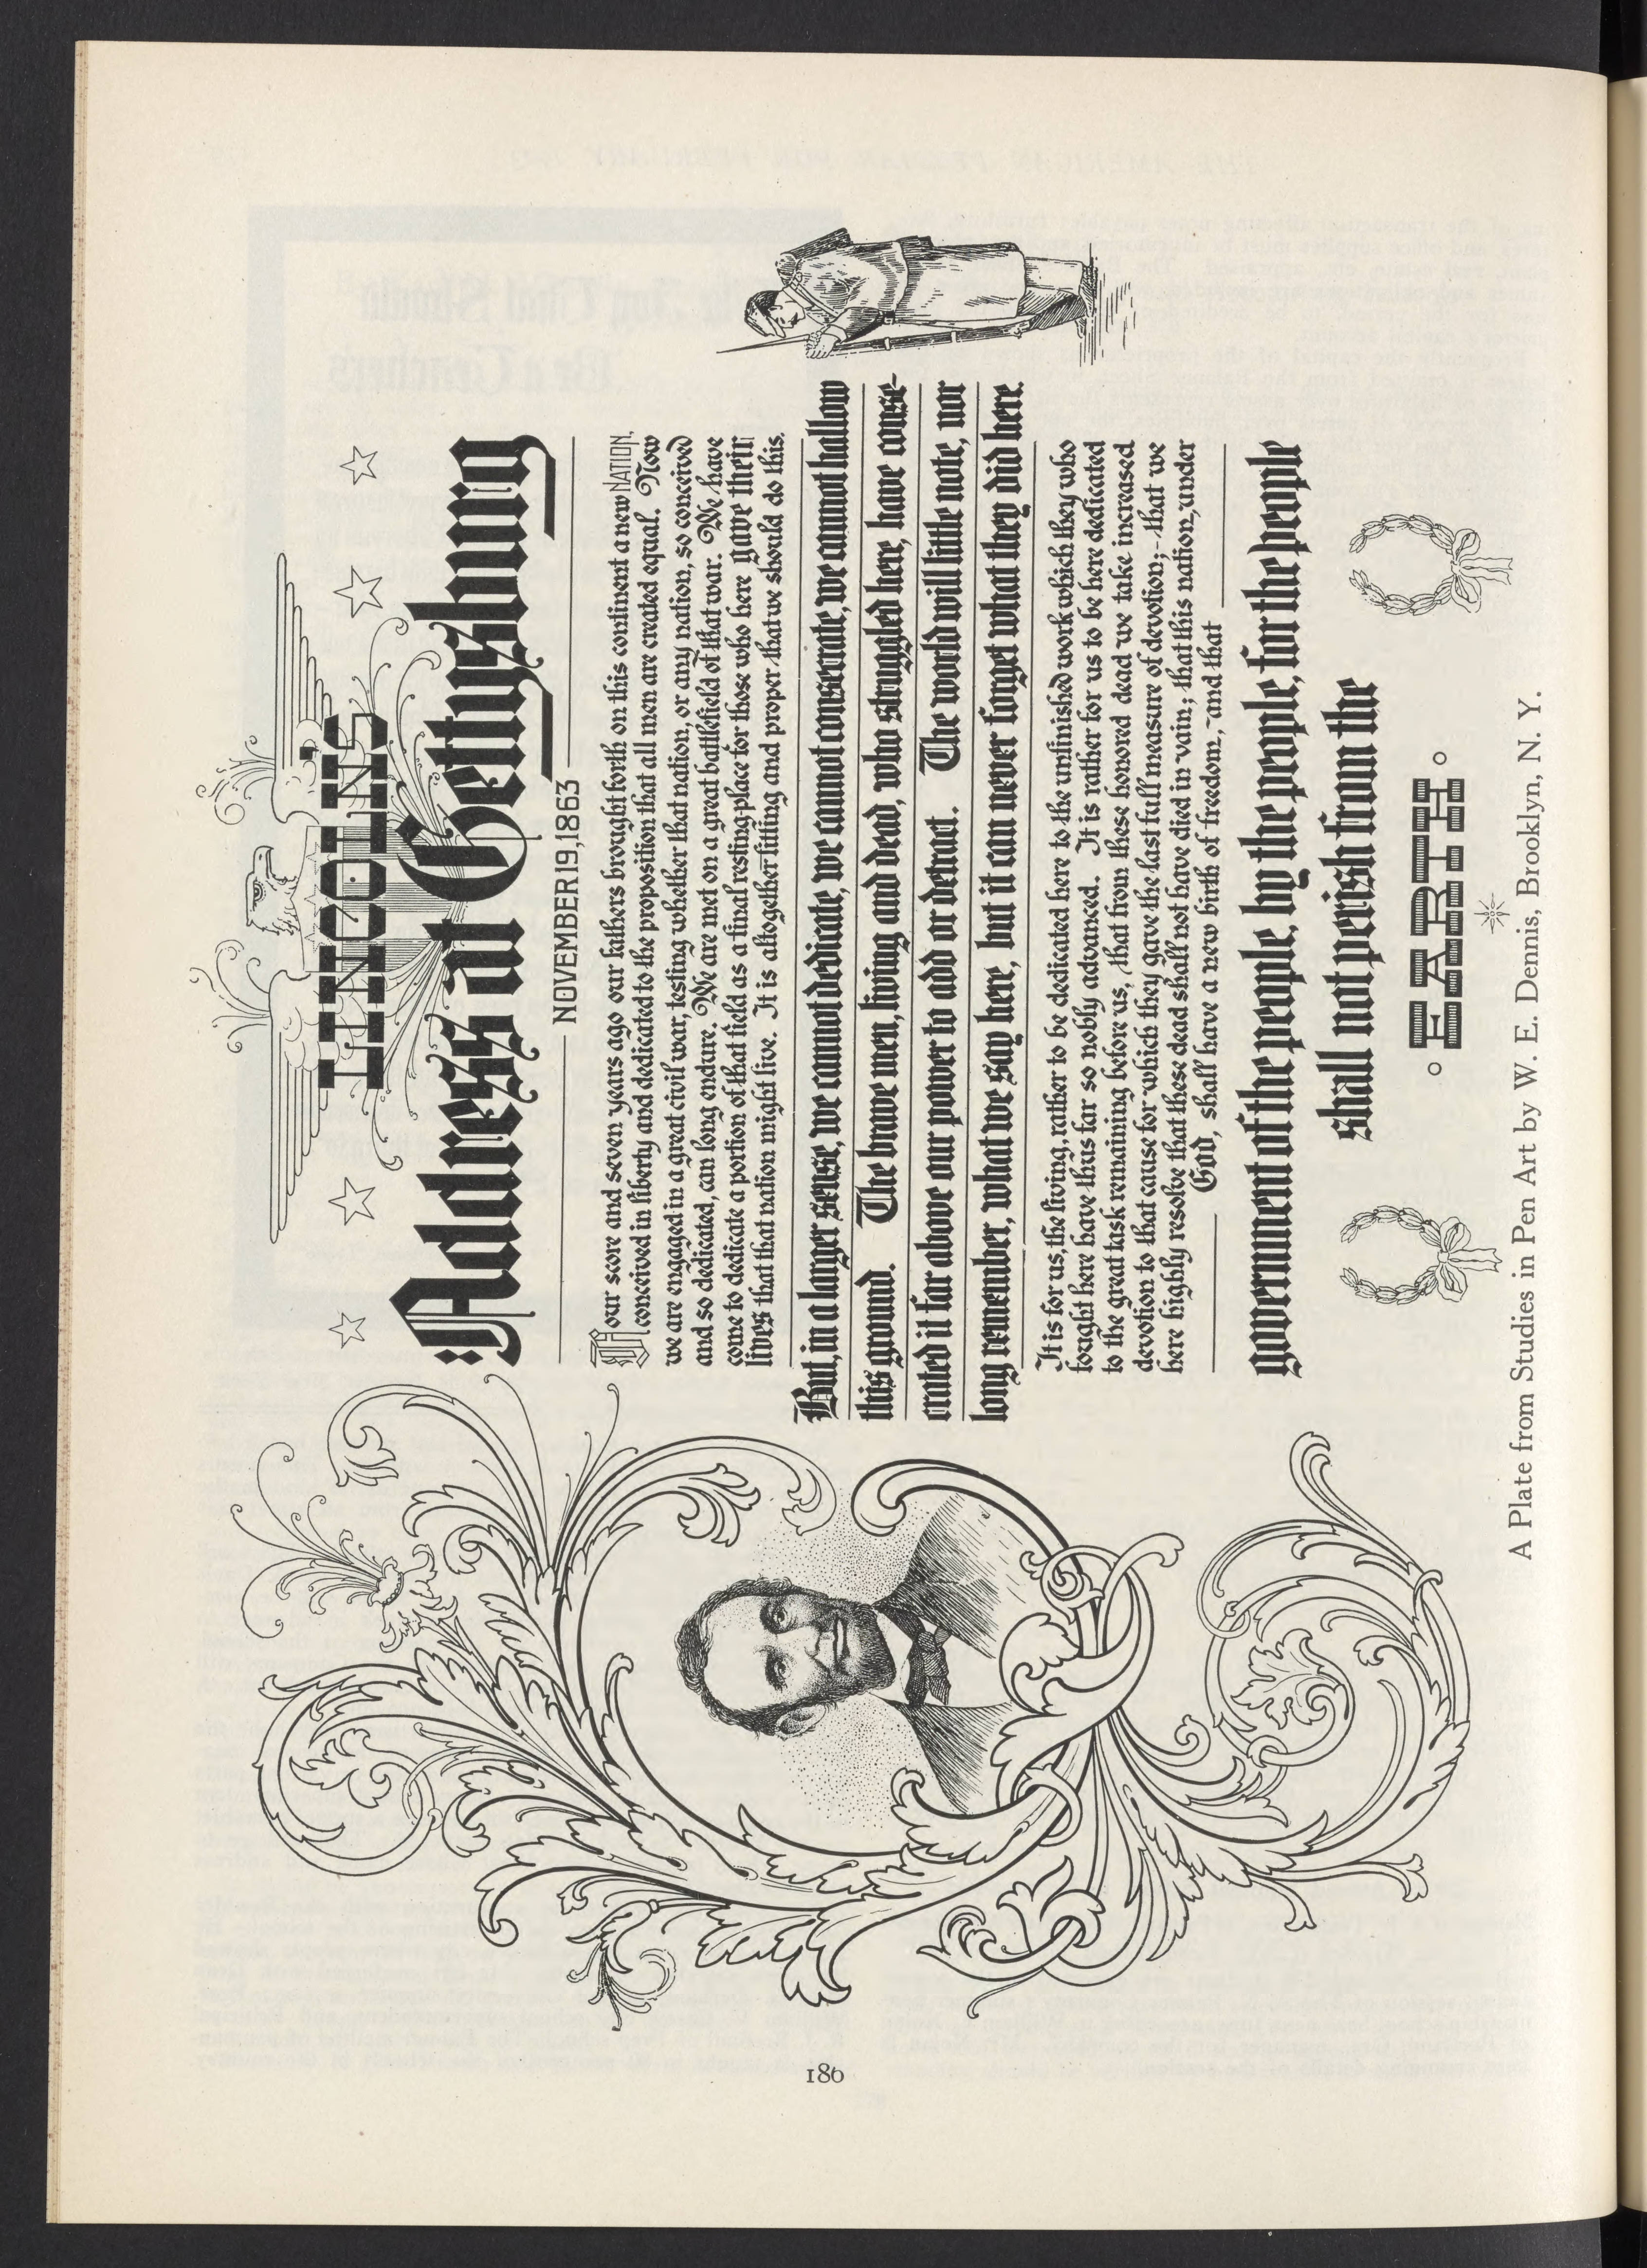 LINCOLN'S
Address at Gettysburg
NOVEMBER 19, 1863
Four score and seven years ago our fathers brought forth on this continent a new NATION,
conceived in liberty and dedicated to the proposition that all men are created equal. Now
we are engaged in a great civil war, testing whether that nation, or any nation, so conceived
and so dedicated, can long endure. We are met on a great battlefield of that war. We have
come to dedicate a portion of that field as a final resting-place for those who here gave their
lives that that nation might live. It is altogether fitting and proper that we should do this.
But, in a larger sense, we cannot dedicate, we cannot consecrate, we cannot hallow
this ground. The brave men, living and dead, who struggled here, have conse-
crated it far above our power to add or detract. The world will little note, nor
long remember, what we say here, but it can never forget what they did here.
It is for us, the living, rather to be dedicated here to the unfinished work which they who
fought here have thus far so nobly advanced. It is rather for us to be here dedicated
to the great task remaining before us, that from these honored dead we take increased
devotion to that cause for which they gave the last full measure of devotion;- that we
here highly resolve that these dead shall not have died in vain; that this nation, under
God, shall have a new birth of freedom, and that
government of the people, by the people, for the people
shall not perish from the
EARTH
A Plate from Studies in Pen Art by W. E. Dennis, Brooklyn, N. Y.
186